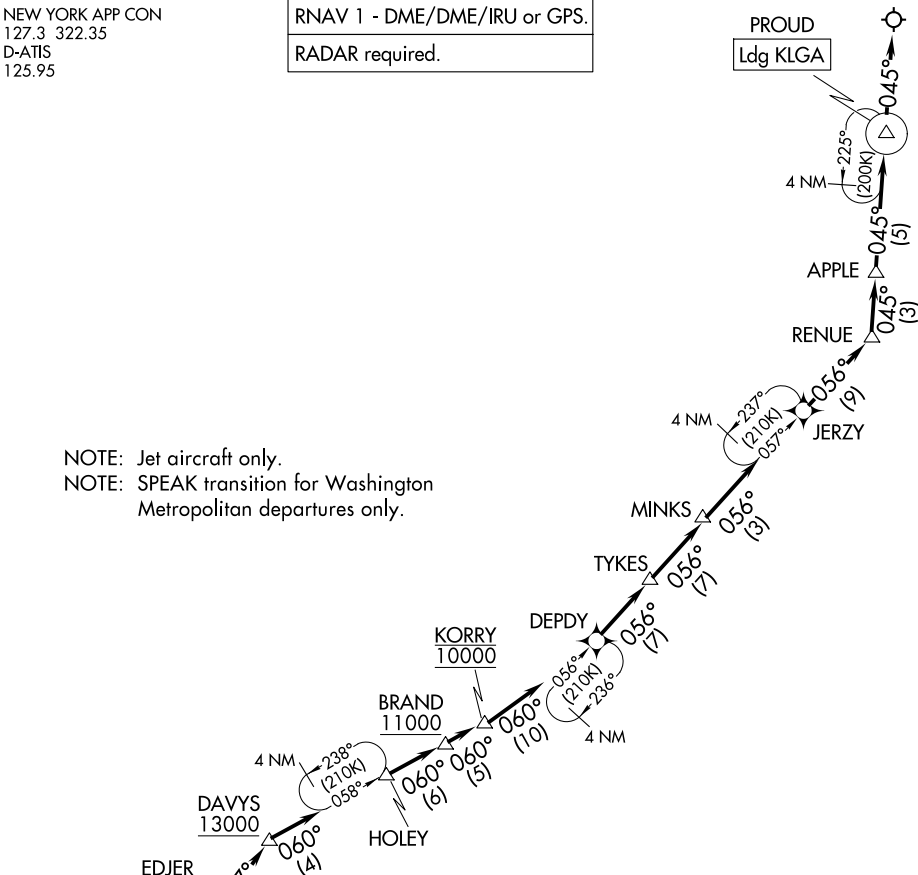 NEW YORK APP CON
127.3 322.35
D-ATIS
125.95
RNAV 1 - DME/DME/IRU or GPS.
RADAR required.
PROUD
Ldg KLGA
045°
225°
(200K)
4 NM
045°
(5)
APPLE
045°
(3)
RENUE
056°
(9)
4 NM
237°
(210K)
057°
JERZY
NOTE: Jet aircraft only.
NOTE: SPEAK transition for Washington
Metropolitan departures only.
MINKS
056°
(3)
TYKES
056°
(7)
DEPDY
056°
(7)
056°
(210K)
236°
4 NM
KORRY
10000
060°
(10)
BRAND
11000
060°
(5)
4 NM
238°
(210K)
058°
060°
(6)
HOLEY
DAVYS
13000
060°
(4)
EDJER